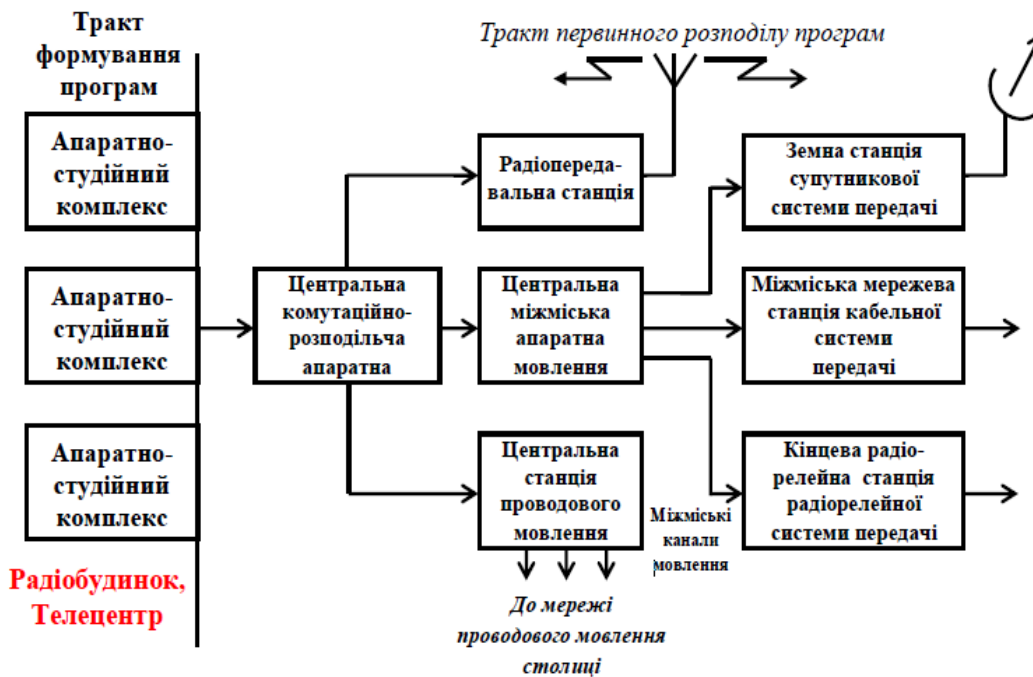 Тракт
формування
програм
Тракт первинного розподілу програм
Апаратно-
студійний
комплекс
Радіопереда-
вальна станція
Земна станція
супутникової
системи передачі
Апаратно-
студійний
комплекс
Центральна
комутаційно-
розподільча
апаратна
Центральна
міжміська
апаратна
мовлення
Міжміська мережева
станція кабельної
системи
передачі
Апаратно-
студійний
комплекс
Центральна
станція
проводового
мовлення
Міжміські
канали
мовлення
Кінцева радіо-
релейна станція
радіорелейної
системи передачі
Радіобудинок,
Телецентр
До мережі
проводового мовлення
столиці